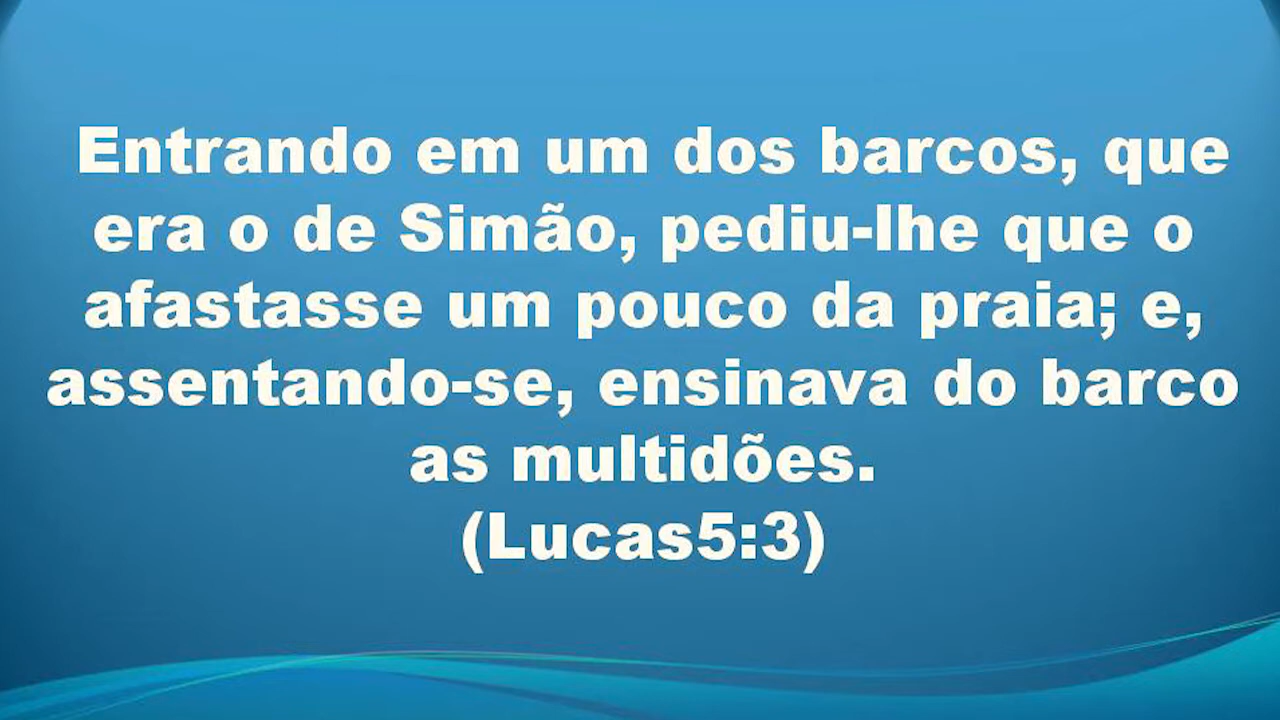 Entrando em um dos barcos, que
era o de Simão, pediu-lhe que o
afastasse um pouco da praia; e,
assentando-se, ensinava do barco
as multidões.
(Lucas5:3)